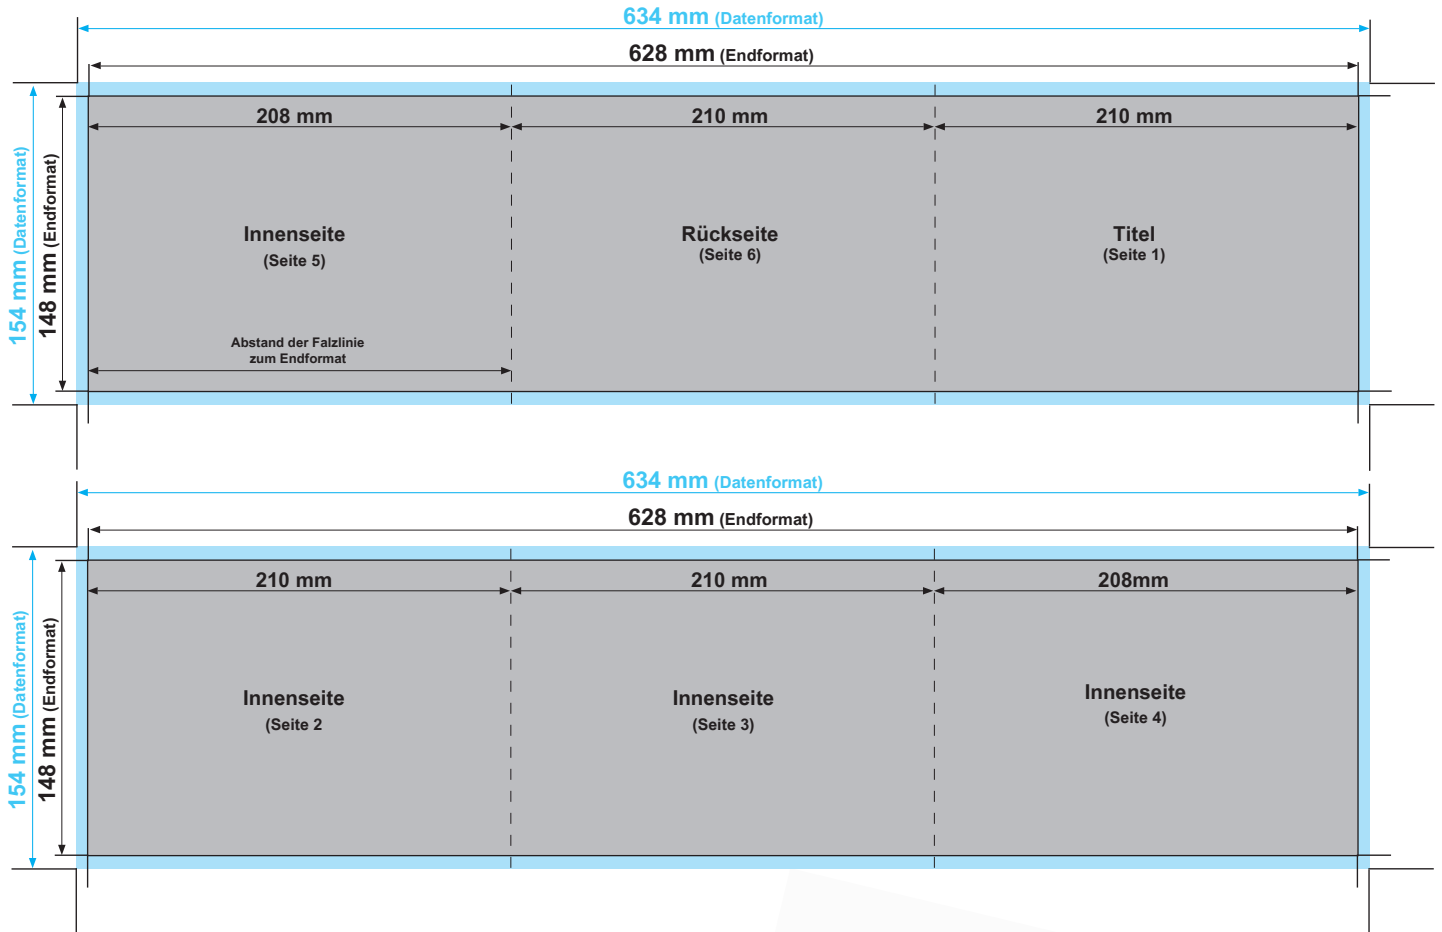 634 mm (Datenformat)
628 mm (Endformat)
208 mm
210 mm
210 mm
154 mm (Datenformat)
148 mm (Endformat)
Innenseite
(Seite 5)
Rückseite
(Seite 6)
Titel
(Seite 1)
Abstand der Falzlinie
zum Endformat
634 mm (Datenformat)
628 mm (Endformat)
210 mm
210 mm
208mm
154 mm (Datenformat)
148 mm (Endformat)
Innenseite
(Seite 2
Innenseite
(Seite 3)
Innenseite
(Seite 4)